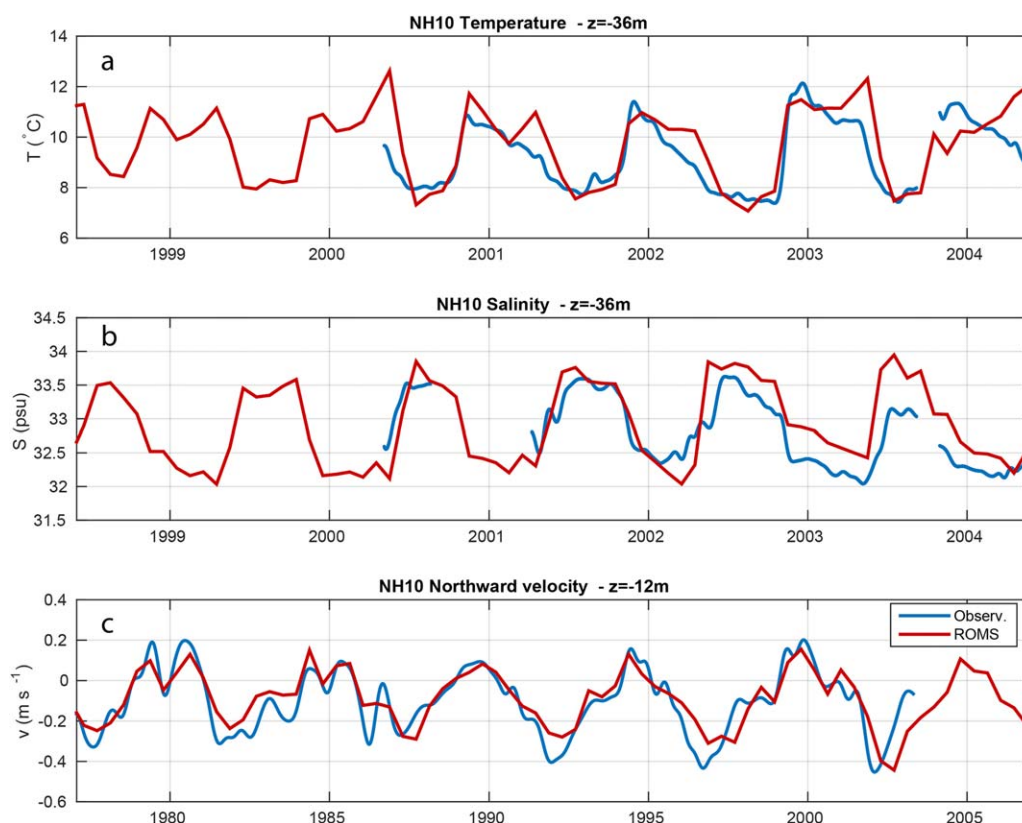 NH10 Temperature - z=-36m
a
14
12
10
8
6
T (°C)
1999 2000 2001 2002 2003 2004
NH10 Salinity - z=-36m
b
34.5
34
33.5
33
32.5
32
31.5
S (psu)
1999 2000 2001 2002 2003 2004
NH10 Northward velocity - z=-12m
c
0.4
0.2
0
-0.2
-0.4
-0.6
v (m s⁻¹)
Observ.
ROMS
1980 1985 1990 1995 2000 2005